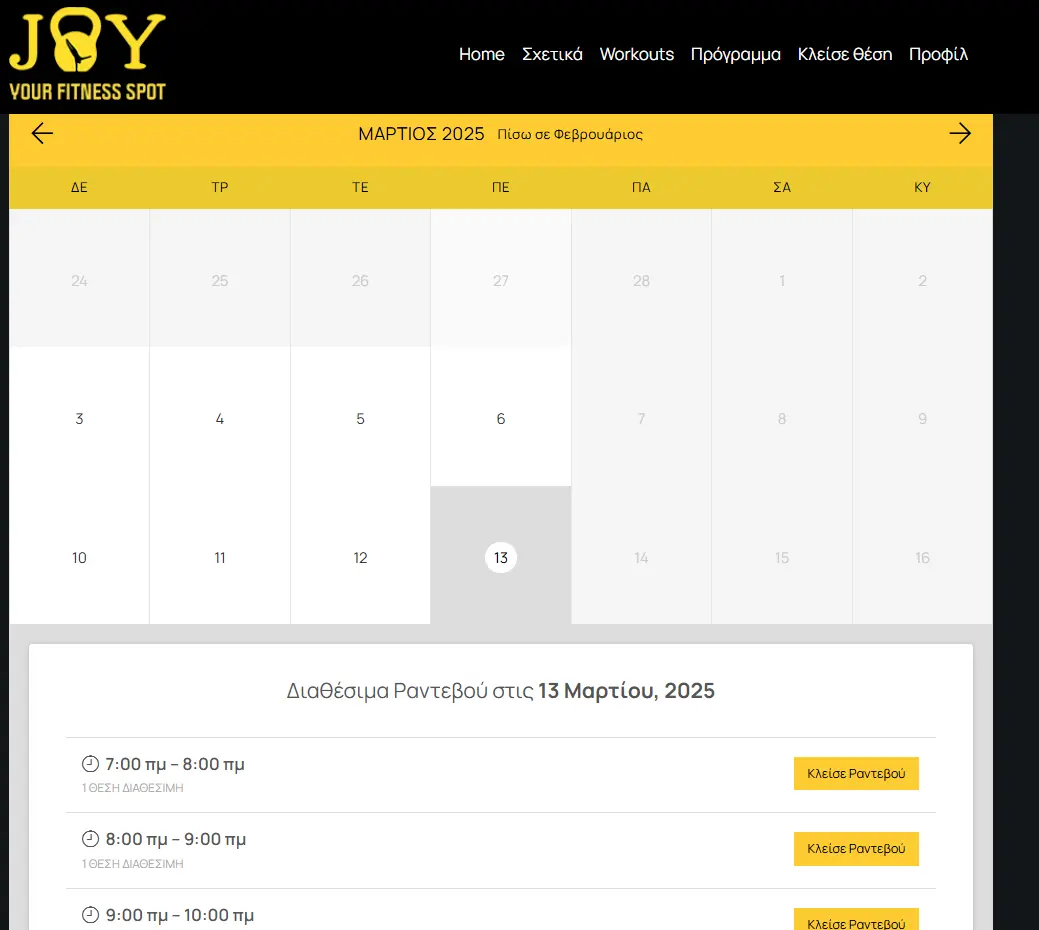 JOY
YOUR FITNESS SPOT
Home Σχετικά Workouts Πρόγραμμα Κλείσε θέση Προφίλ
ΜΑΡΤΙΟΣ 2025 Πίσω σε Φεβρουάριος
ΔΕ ΤΡ ΤΕ ΠΕ ΠΑ ΣΑ ΚΥ
24 25 26 27 28 1 2
3 4 5 6 7 8 9
10 11 12 13 14 15 16
Διαθέσιμα Ραντεβού στις 13 Μαρτίου, 2025
7:00 πμ – 8:00 πμ
Κλείσε Ραντεβού
1 ΘΕΣΗ ΔΙΑΘΕΣΙΜΗ
8:00 πμ – 9:00 πμ
Κλείσε Ραντεβού
1 ΘΕΣΗ ΔΙΑΘΕΣΙΜΗ
9:00 πμ – 10:00 πμ
Κλείσε Ραντεβού